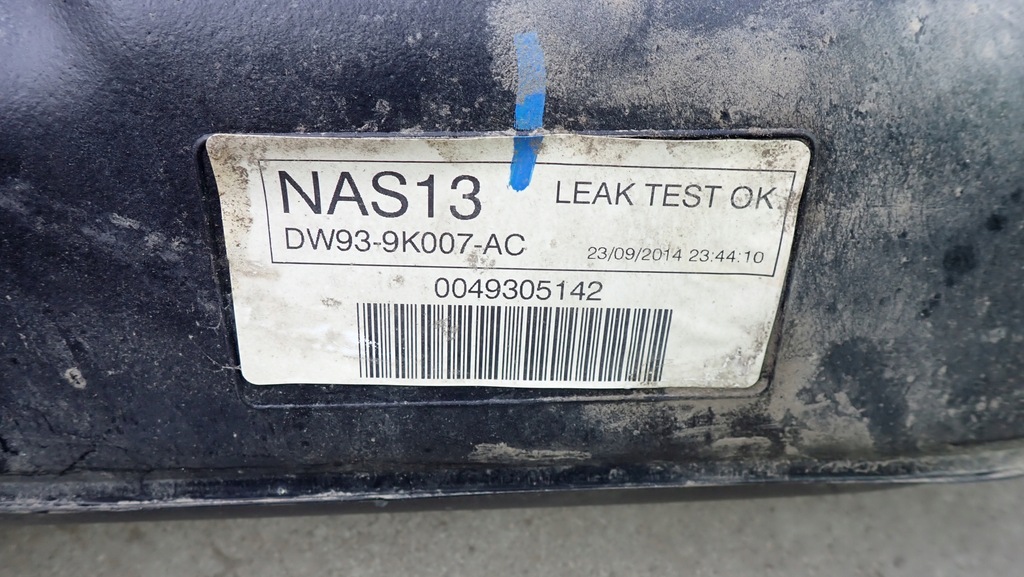 NAS13 LEAK TEST OK
DW93-9K007-AC 23/09/2014 23:44:10
0049305142